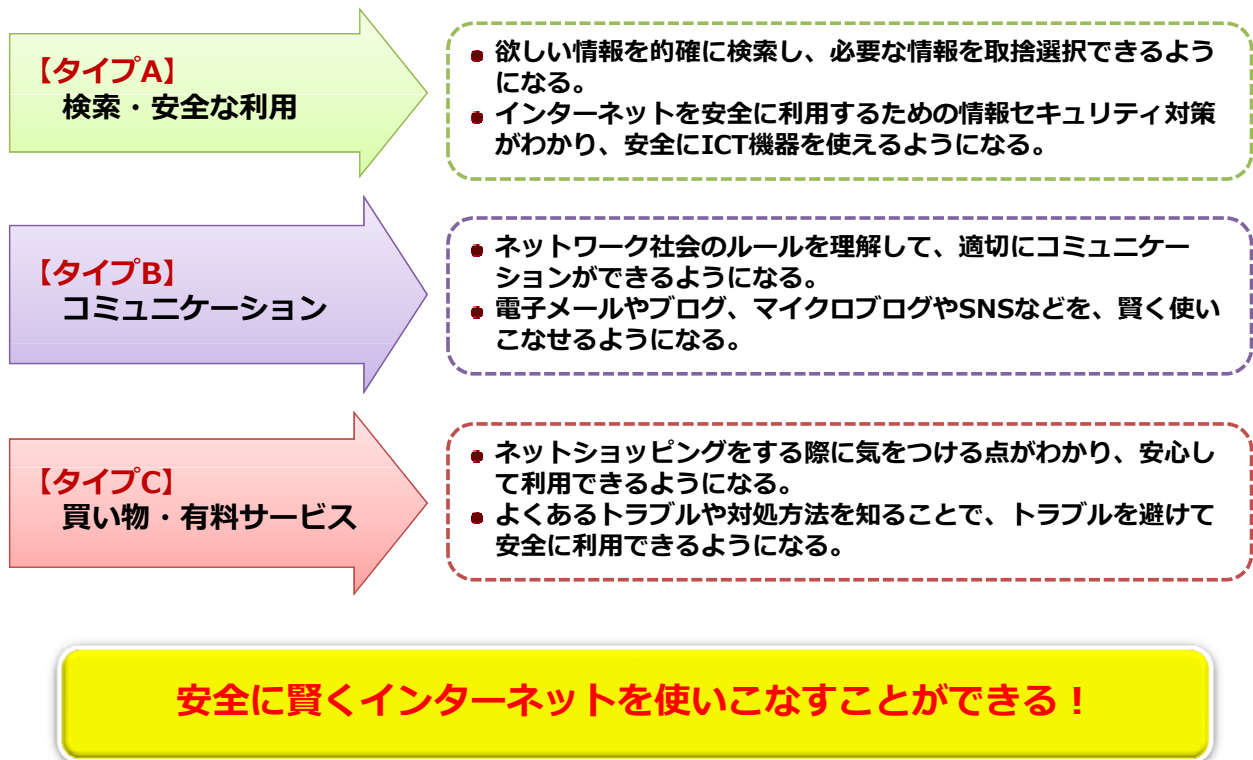 【タイプA】
検索・安全な利用
● 欲しい情報を的確に検索し、必要な情報を取捨選択できるよう
になる。
● インターネットを安全に利用するための情報セキュリティ対策
がわかり、安全にICT機器を使えるようになる。
【タイプB】
コミュニケーション
● ネットワーク社会のルールを理解して、適切にコミュニケー
ションができるようになる。
● 電子メールやブログ、マイクロブログやSNSなどを、賢く使い
こなせるようになる。
【タイプC】
買い物・有料サービス
● ネットショッピングをする際に気をつける点がわかり、安心し
て利用できるようになる。
● よくあるトラブルや対処方法を知ることで、トラブルを避けて
安全に利用できるようになる。
安全に賢くインターネットを使いこなすことができる！